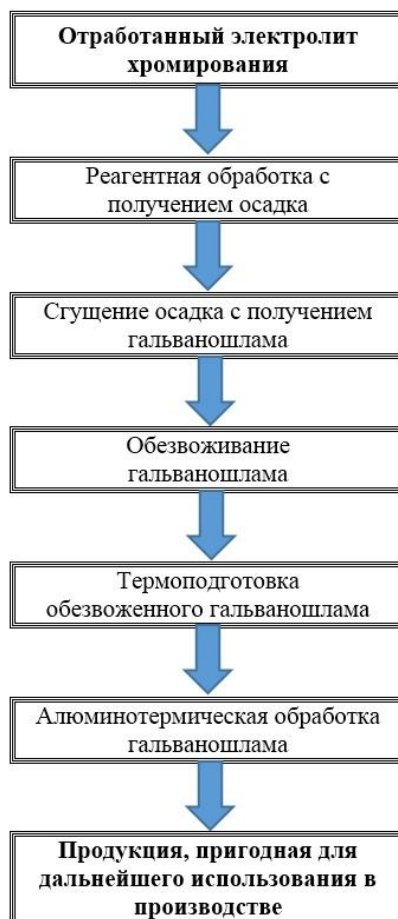 Отработанный электролит
хромирования
Реагентная обработка с
получением осадка
Сгущение осадка с получением
гальваношлама
Обезвоживание
гальваношлама
Термоподготовка
обезвоженного гальваношлама
Алюминотермическая обработка
гальваношлама
Продукция, пригодная для
дальнейшего использования в
производстве